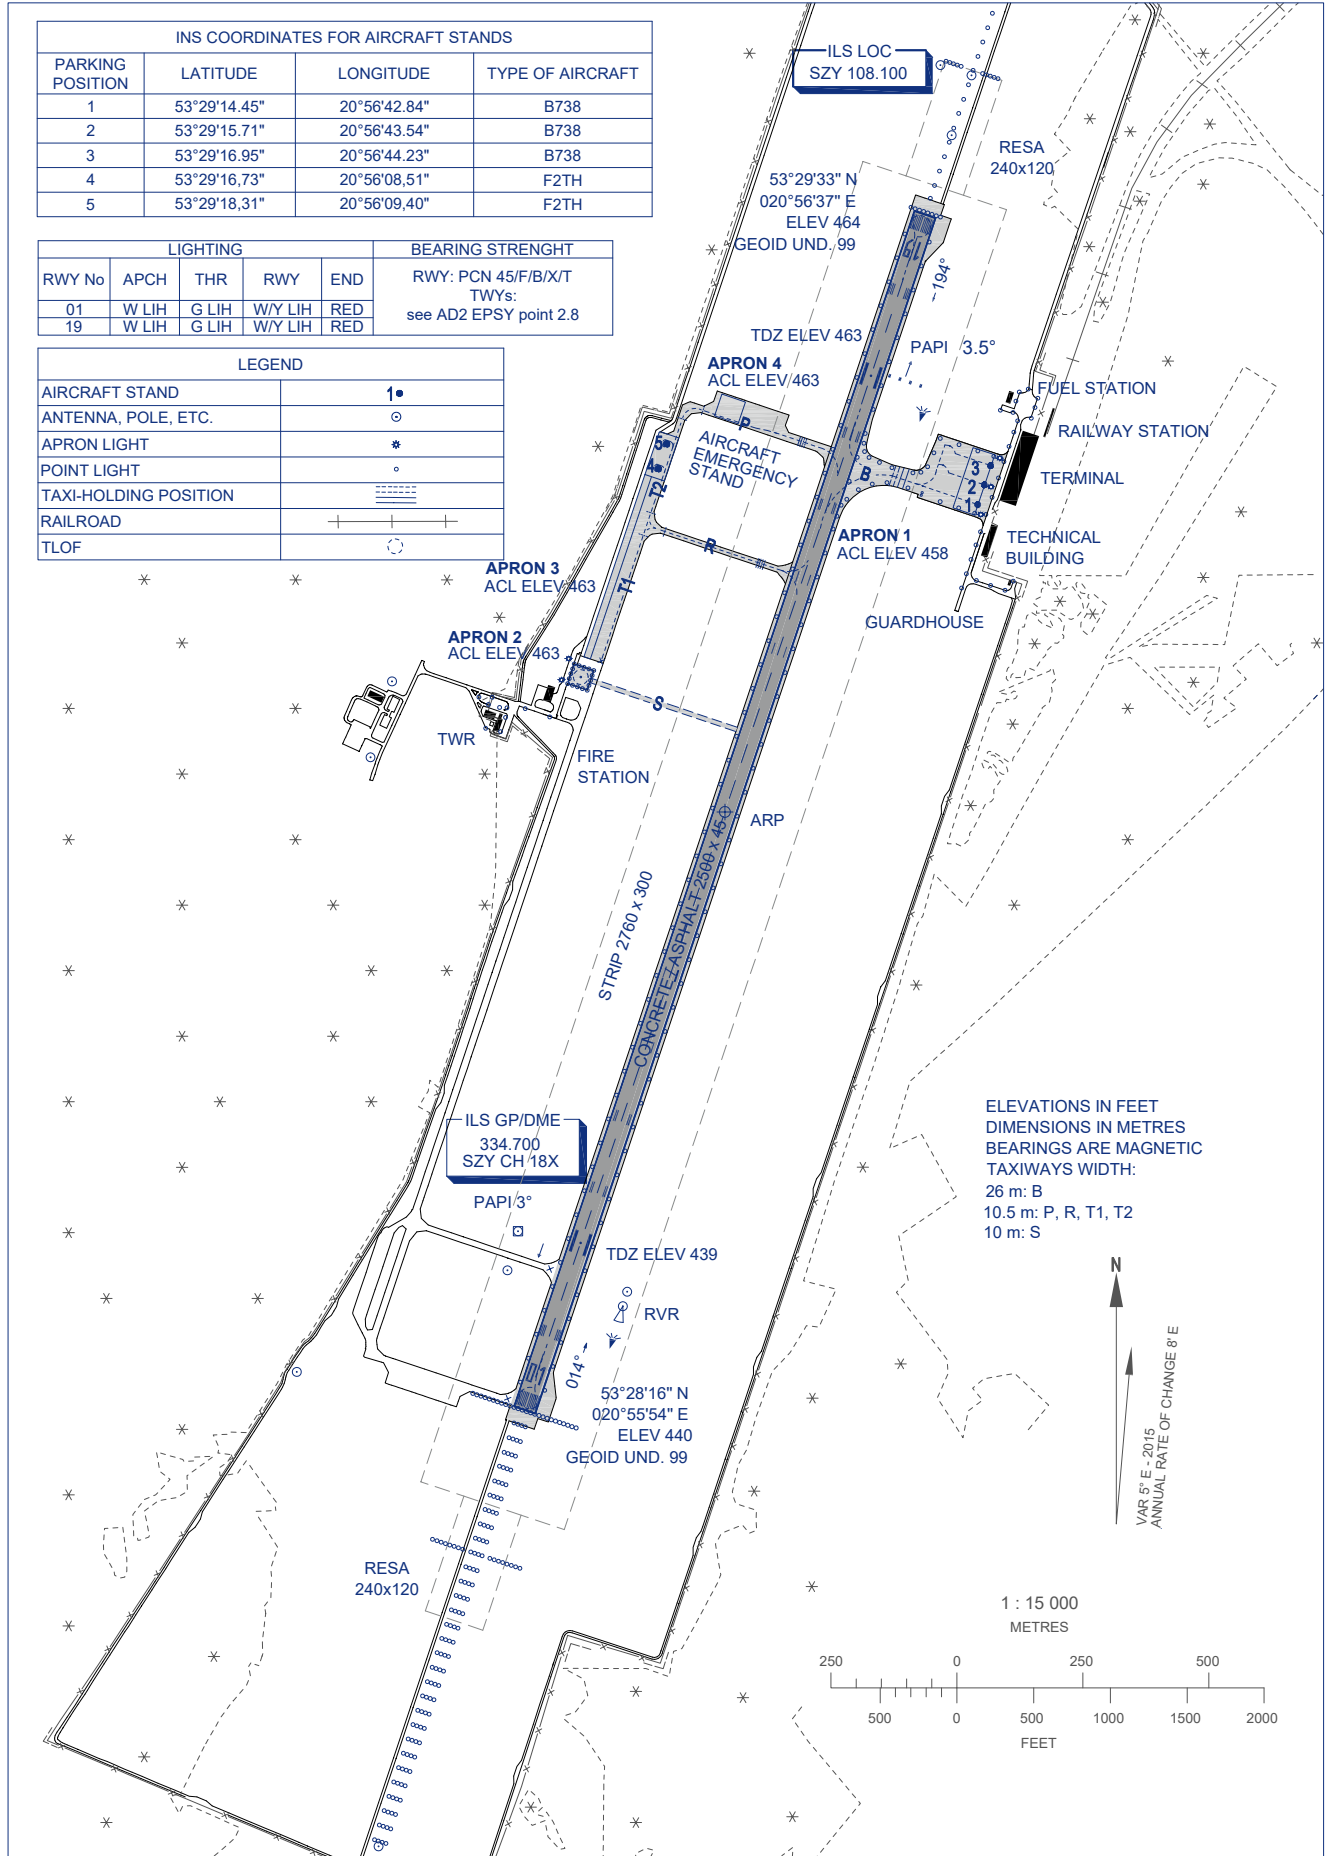 INS COORDINATES FOR AIRCRAFT STANDS
PARKING POSITION LATITUDE LONGITUDE TYPE OF AIRCRAFT
1 53°29'14.45" 20°56'42.84" B738
2 53°29'15.71" 20°56'43.54" B738
3 53°29'16.95" 20°56'44.23" B738
4 53°29'16,73" 20°56'08,51" F2TH
5 53°29'18,31" 20°56'09,40" F2TH
LIGHTING BEARING STRENGHT
RWY No APCH THR RWY END
01 W LIH G LIH W/Y LIH RED
19 W LIH G LIH W/Y LIH RED
RWY: PCN 45/F/B/X/T
TWYs:
see AD2 EPSY point 2.8
LEGEND
AIRCRAFT STAND 1
ANTENNA, POLE, ETC.
APRON LIGHT
POINT LIGHT
TAXI-HOLDING POSITION
RAILROAD
TLOF
ILS LOC
SZY 108.100
RESA
240x120
53°29'33" N
020°56'37" E
ELEV 464
GEOID UND. 99
19
194°
TDZ ELEV 463
PAPI 3.5°
APRON 4
ACL ELEV 463
FUEL STATION
RAILWAY STATION
TERMINAL
P
AIRCRAFT
EMERGENCY
STAND
5
4
T2
B
3
2
1
R
APRON 1
ACL ELEV 458
TECHNICAL
BUILDING
APRON 3
ACL ELEV 463
T1
GUARDHOUSE
APRON 2
ACL ELEV 463
S
TWR
FIRE
STATION
ARP
STRIP 2760 x 300
CONCRETE / ASPHALT 2500 x 45
ILS GP/DME
334.700
SZY CH 18X
PAPI 3°
TDZ ELEV 439
RVR
014°
01
53°28'16" N
020°55'54" E
ELEV 440
GEOID UND. 99
RESA
240x120
ELEVATIONS IN FEET
DIMENSIONS IN METRES
BEARINGS ARE MAGNETIC
TAXIWAYS WIDTH:
26 m: B
10.5 m: P, R, T1, T2
10 m: S
N
VAR 5° E - 2015
ANNUAL RATE OF CHANGE 8' E
1 : 15 000
METRES
250 0 250 500
500 0 500 1000 1500 2000
FEET